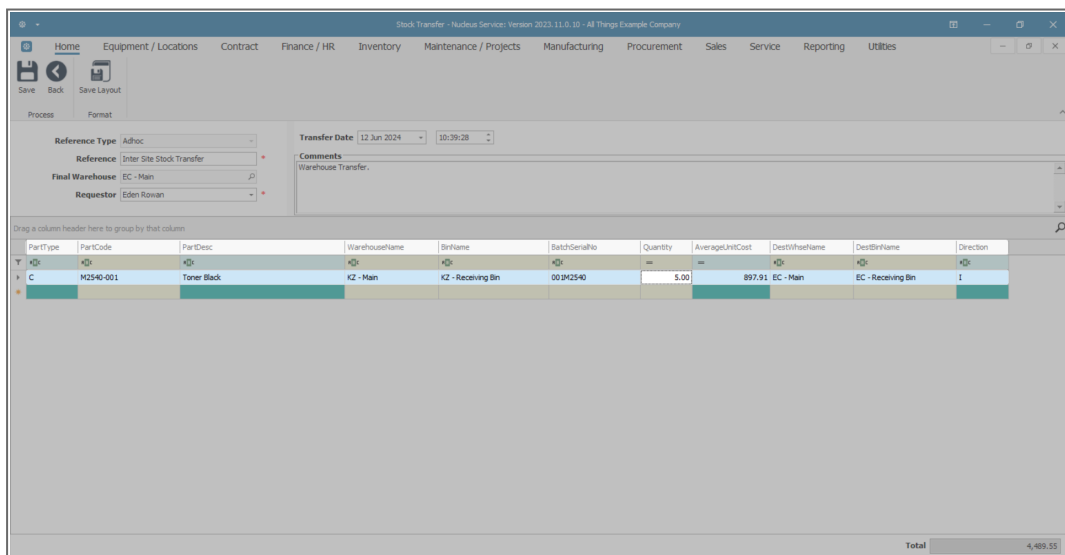 Stock Transfer - Nucleus Service: Version 2023.11.0.10 - All Things Example Company
Home Equipment / Locations Contract Finance / HR Inventory Maintenance / Projects Manufacturing Procurement Sales Service Reporting Utilities
Save Back Save Layout
Process Format
Reference Type Adhoc
Reference Inter Site Stock Transfer *
Final Warehouse EC - Main
Requestor Eden Rowan *
Transfer Date 12 Jun 2024 10:39:28
Comments
Warehouse Transfer.
Drag a column header here to group by that column
PartType PartCode PartDesc WarehouseName BinName BatchSerialNo Quantity AverageUnitCost DestWhseName DestBinName Direction
= =
C M2540-001 Toner Black KZ - Main KZ - Receiving Bin 001M2540 5.00 897.91 EC - Main EC - Receiving Bin I
Total 4,489.55